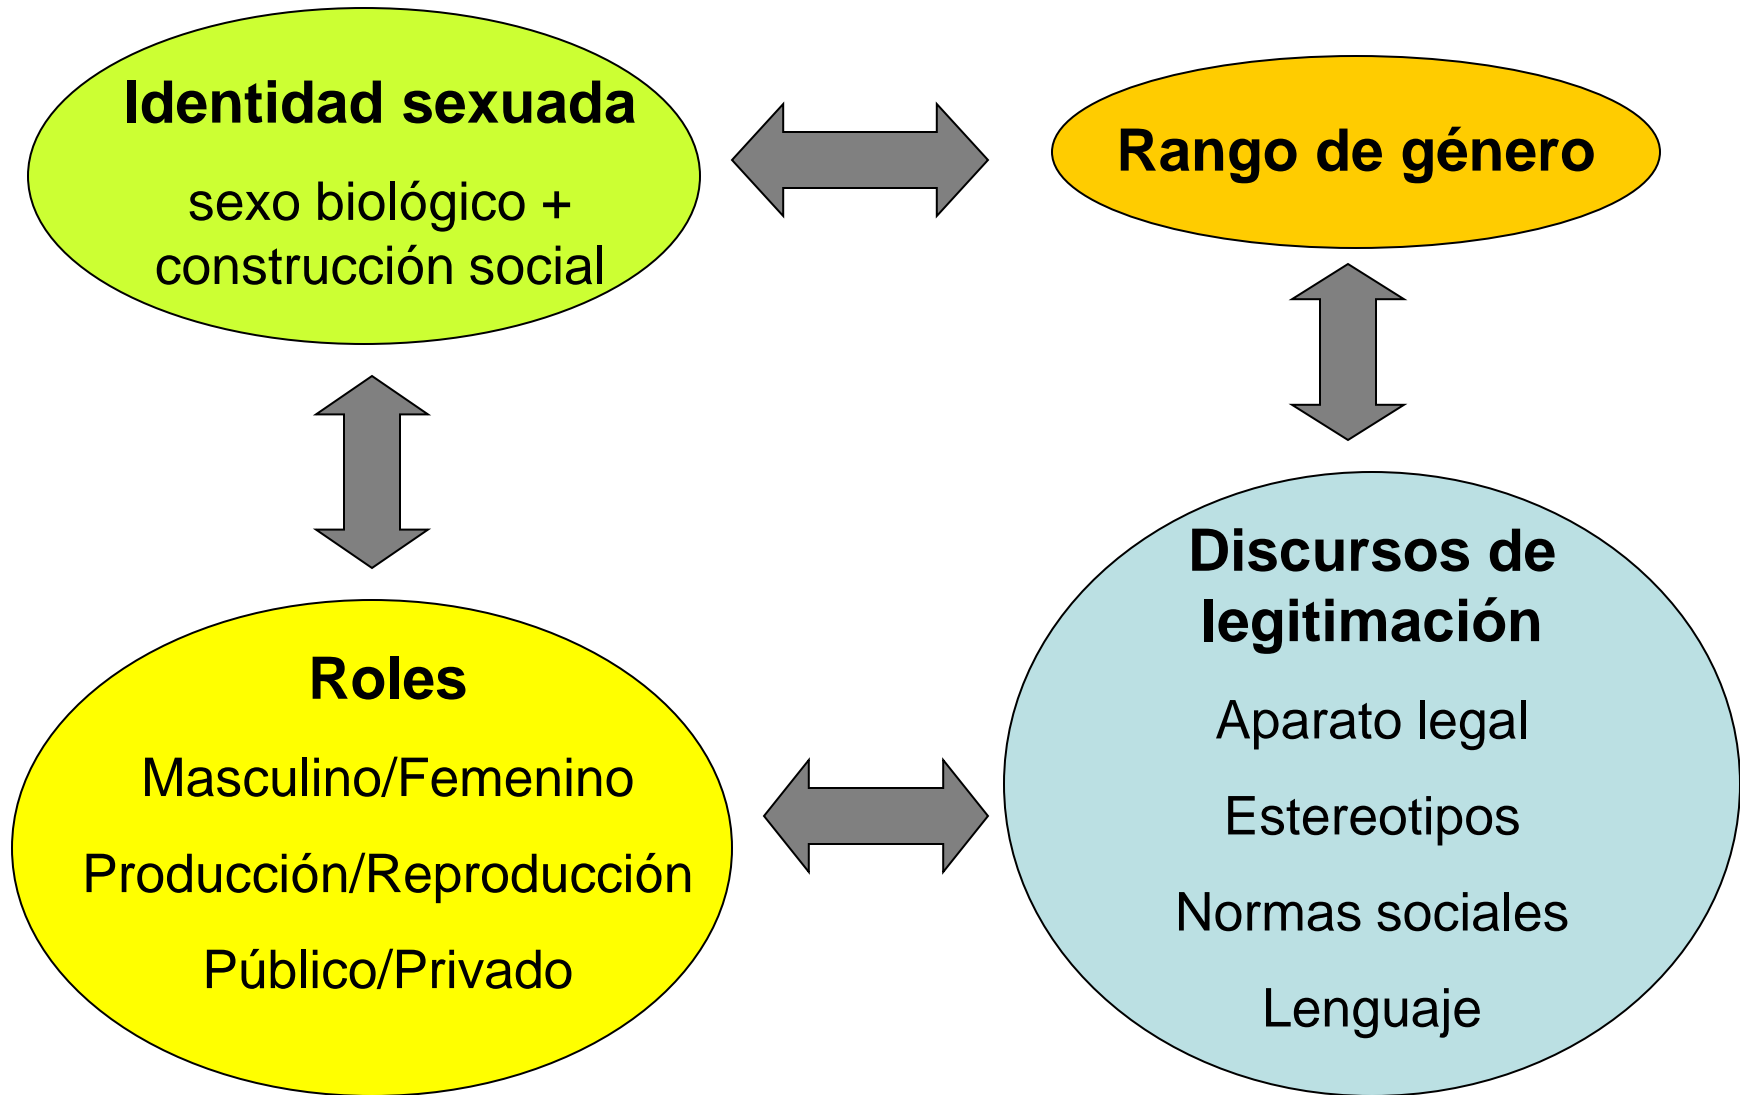 Identidad sexuada
sexo biológico +
construcción social
Rango de género
Roles
Masculino/Femenino
Producción/Reproducción
Público/Privado
Discursos de
legitimación
Aparato legal
Estereotipos
Normas sociales
Lenguaje